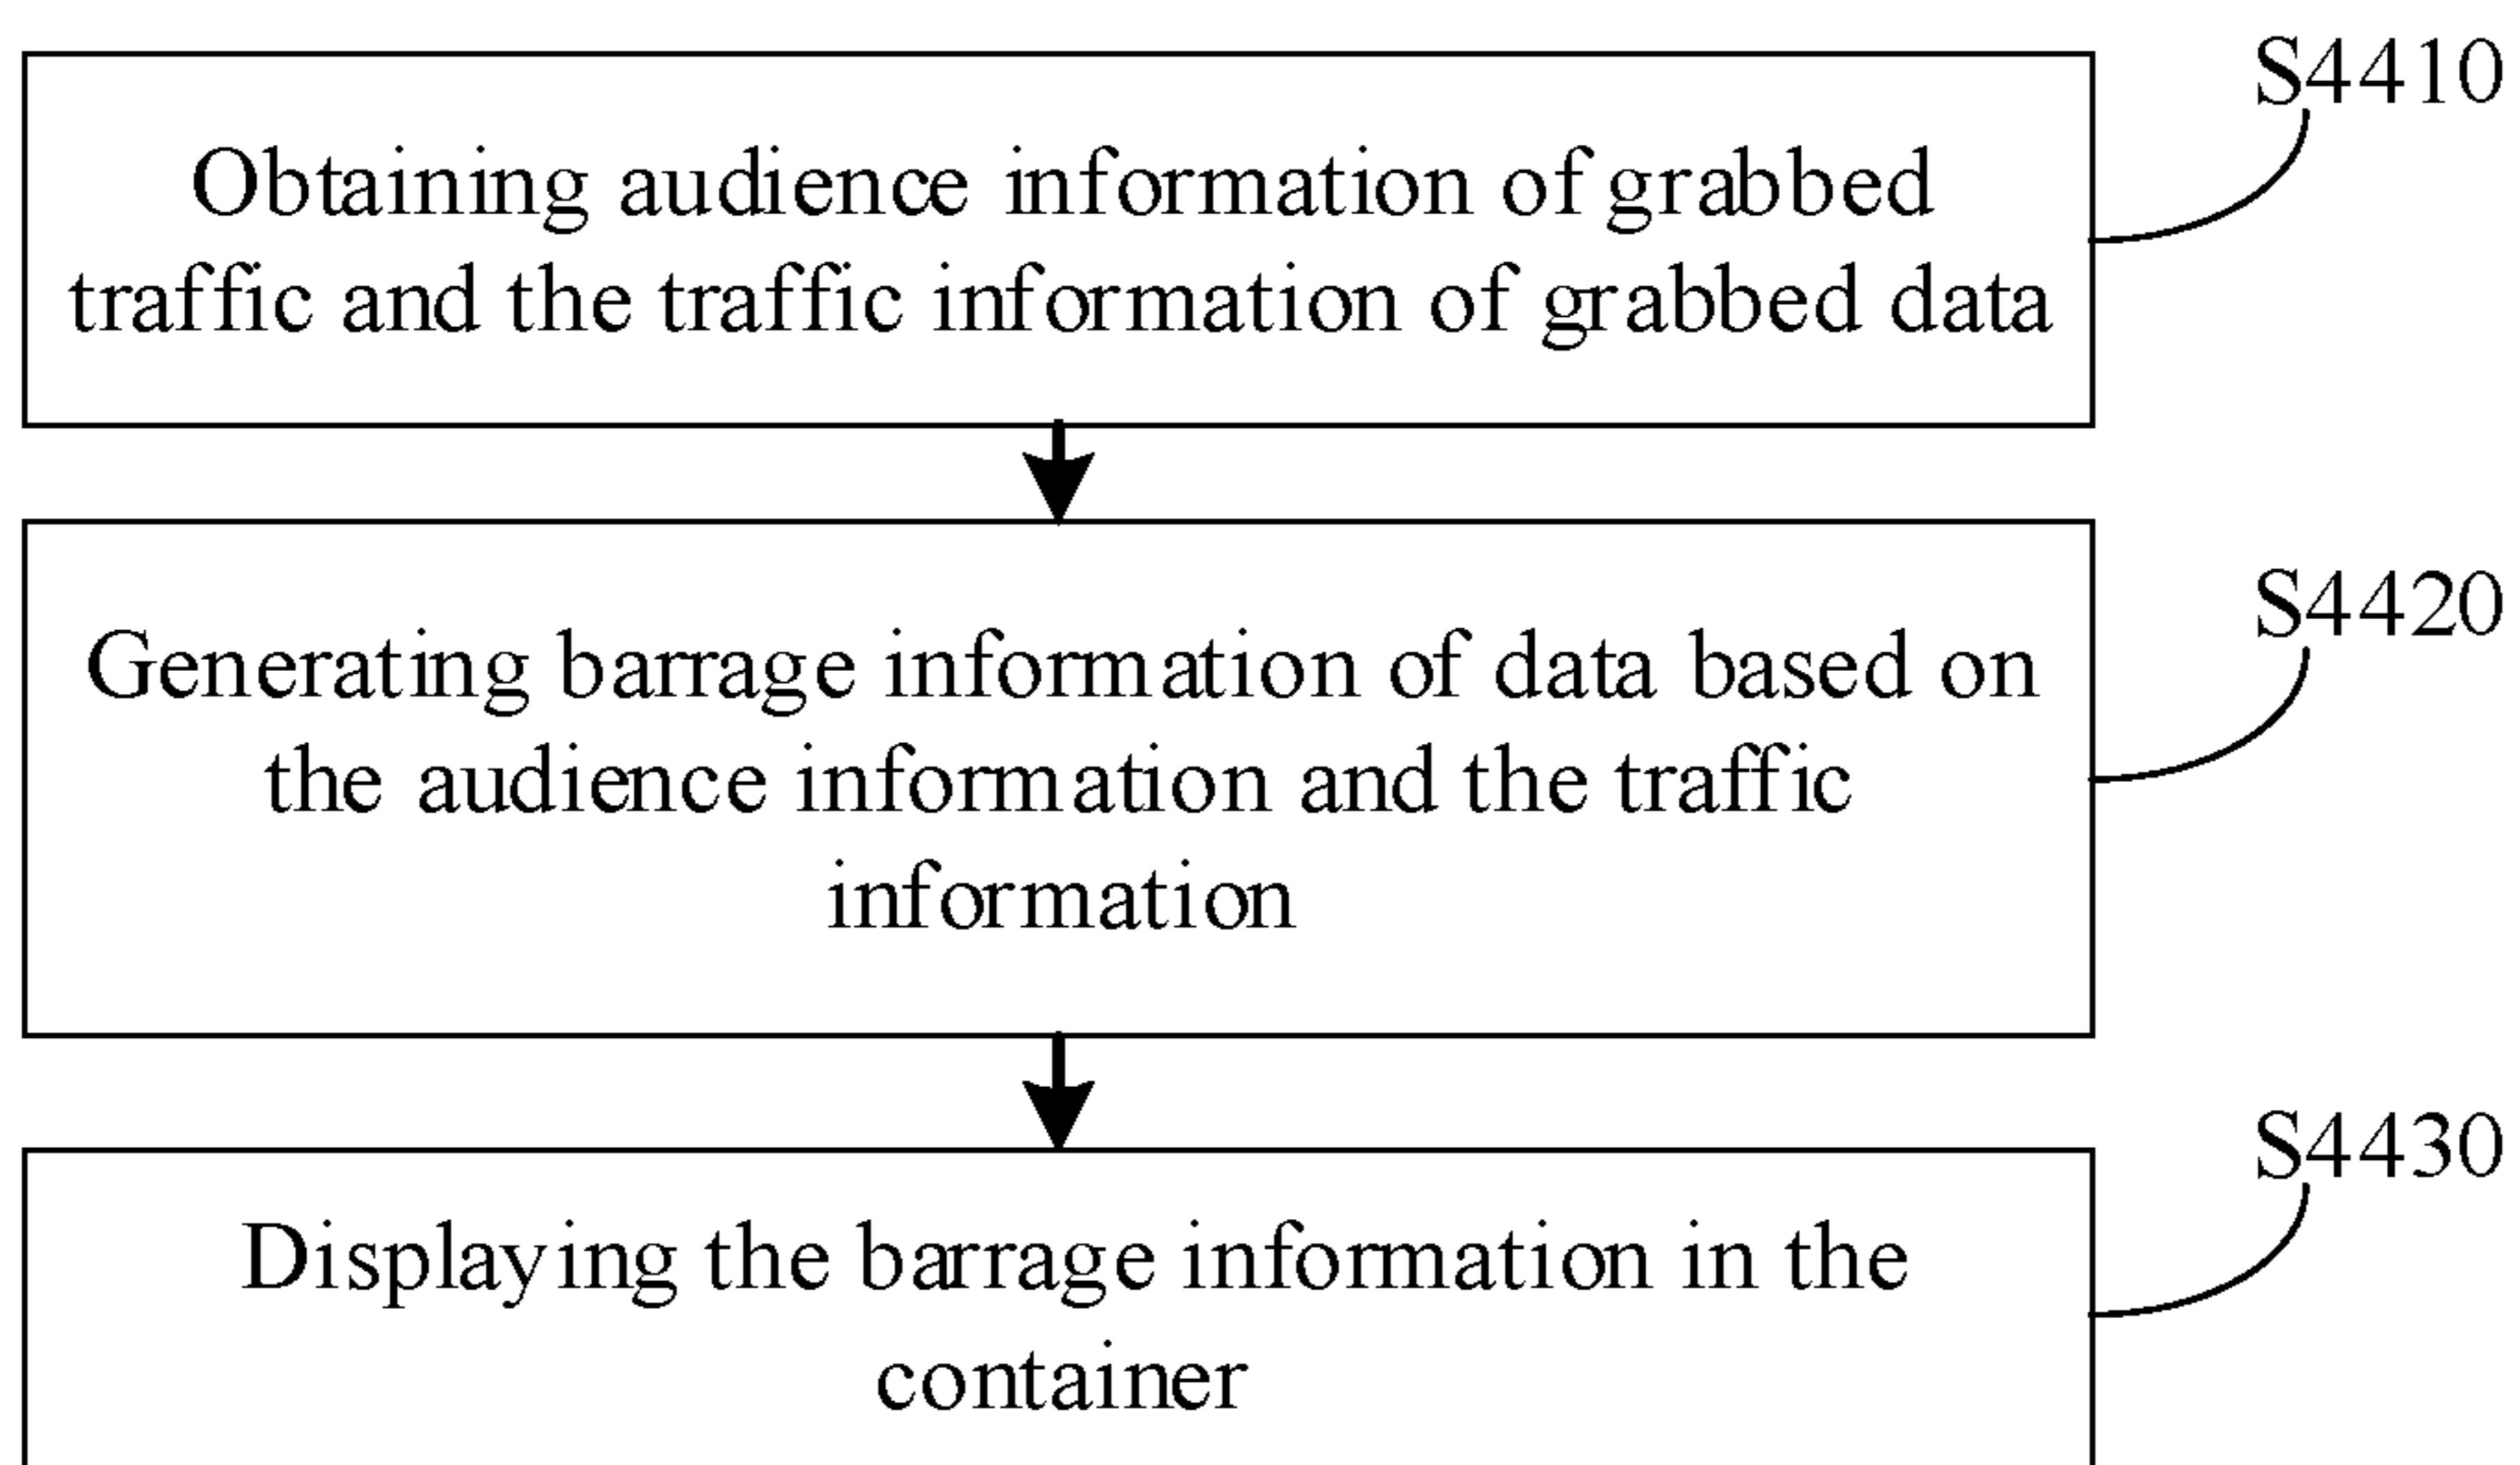 S4410
Obtaining audience information of grabbed
traffic and the traffic information of grabbed data
S4420
Generating barrage information of data based on
the audience information and the traffic
information
S4430
Displaying the barrage information in the
container